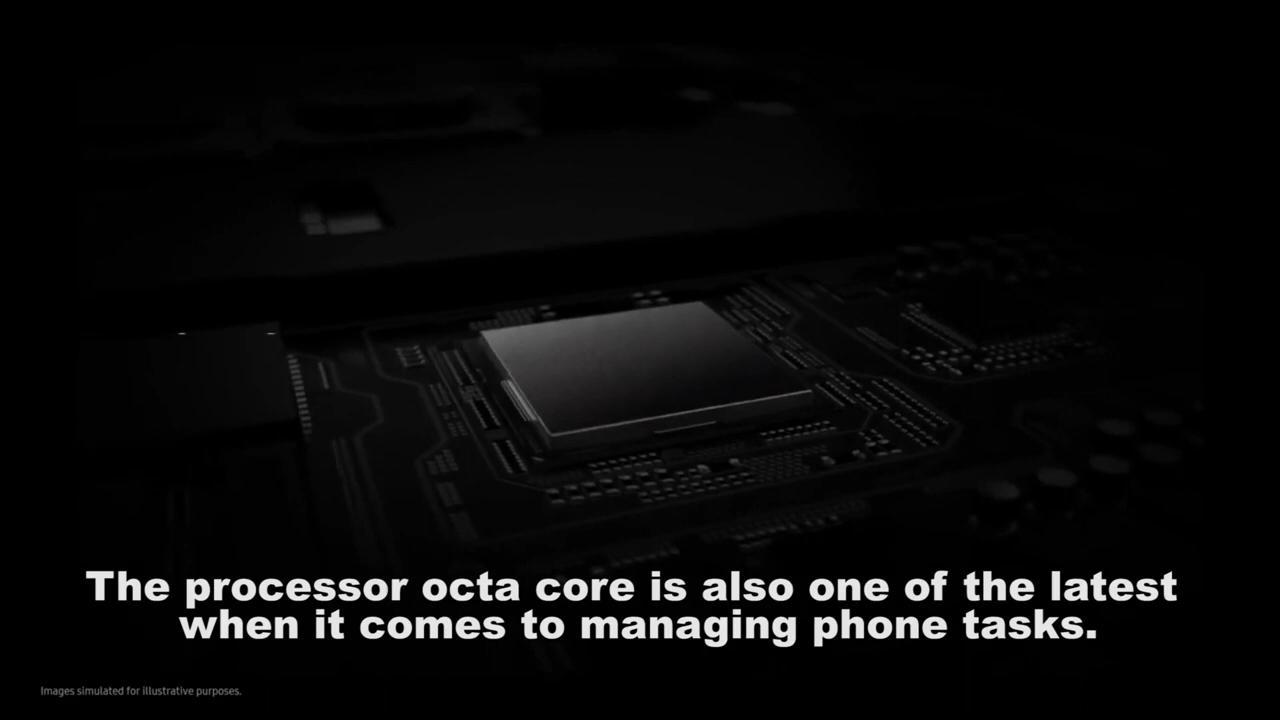 The processor octa core is also one of the latest
when it comes to managing phone tasks.
Images simulated for illustrative purposes.